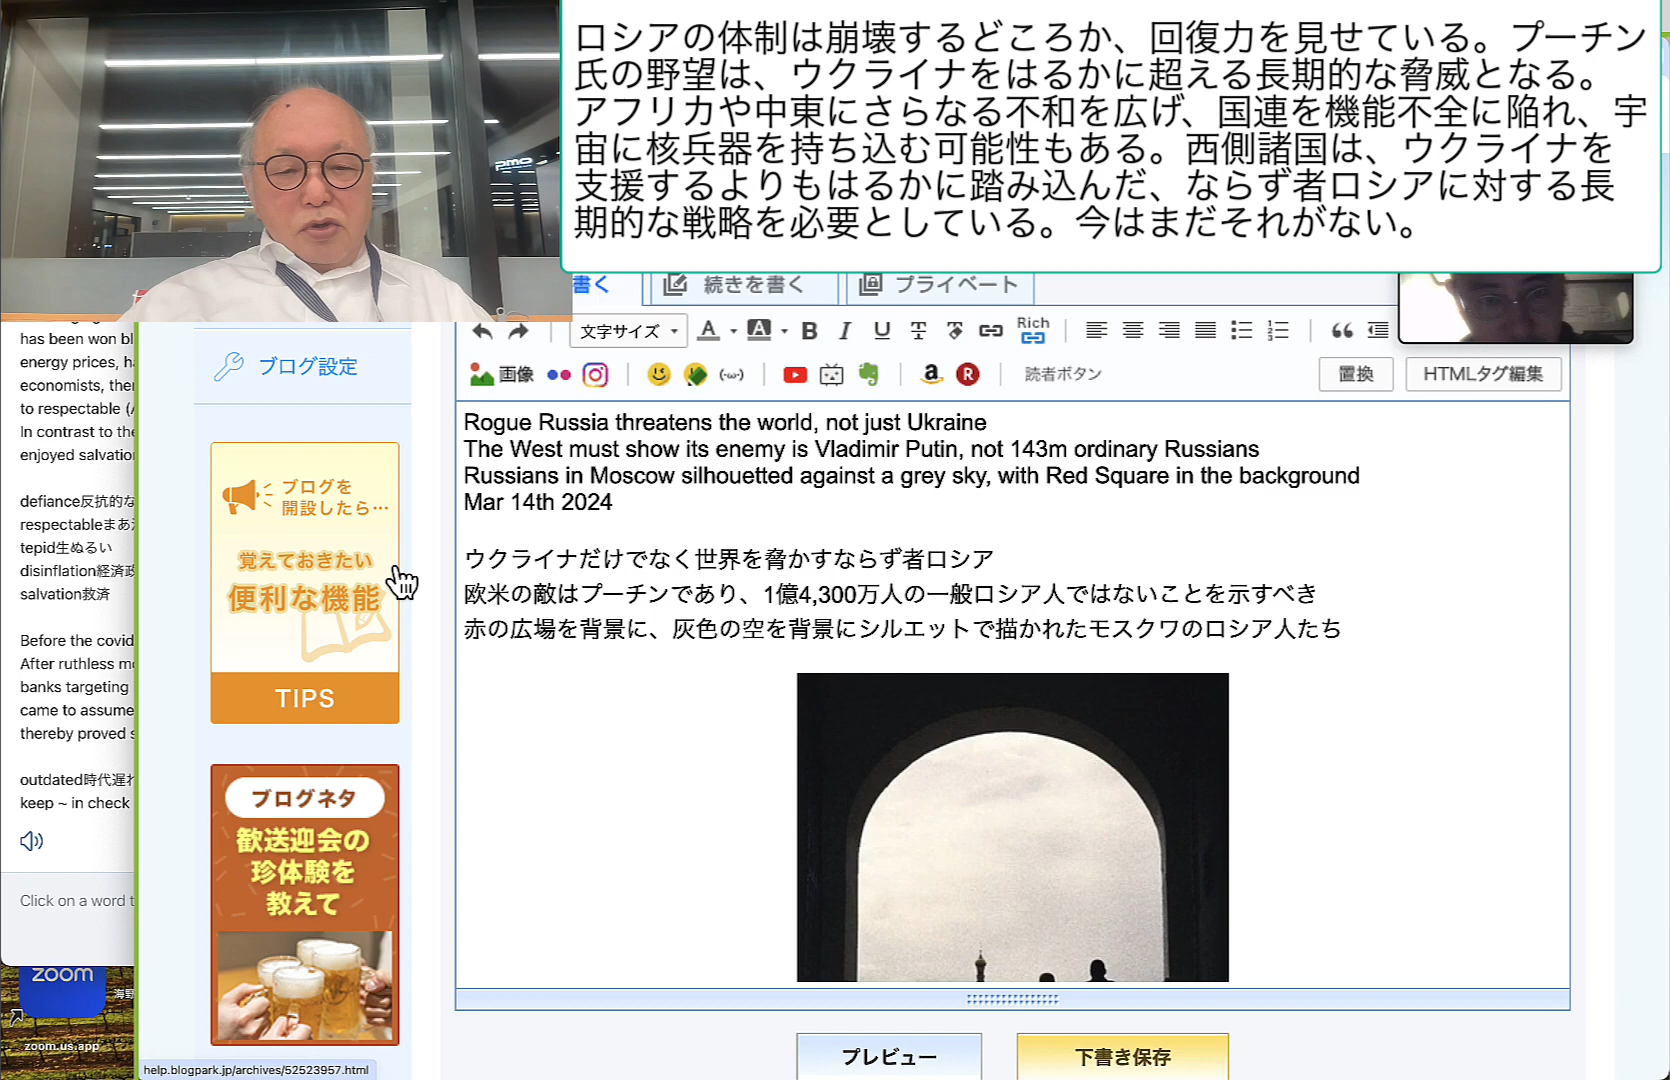 ロシアの体制は崩壊するどころか、回復力を見せている。プーチン
氏の野望は、ウクライナをはるかに超える長期的な脅威となる。
アフリカや中東にさらなる不和を広げ、国連を機能不全に陥れ、宇
宙に核兵器を持ち込む可能性もある。西側諸国は、ウクライナを
支援するよりもはるかに踏み込んだ、ならず者ロシアに対する長
期的な戦略を必要としている。今はまだそれがない。
pmo
書く
続きを書く
プライベート
文字サイズ
A
A
B
I
U
T
Rich
画像
a
R
読者ボタン
置換
HTMLタグ編集
has been won bl
energy prices, h
economists, the
to respectable (
In contrast to the
enjoyed salvation
defiance反抗的な
respectableまあ
tepid生ぬるい
disinflation経済政
salvation救済
Before the covid
After ruthless m
banks targeting
came to assume
thereby proved s
outdated時代遅れ
keep ~ in check
Click on a word t
zoom
海野
zoom.us.app
ブログ設定
ブログを
開設したら…
覚えておきたい
便利な機能
TIPS
ブログネタ
歓送迎会の
珍体験を
教えて
help.blogpark.jp/archives/52523957.html
Rogue Russia threatens the world, not just Ukraine
The West must show its enemy is Vladimir Putin, not 143m ordinary Russians
Russians in Moscow silhouetted against a grey sky, with Red Square in the background
Mar 14th 2024
ウクライナだけでなく世界を脅かすならず者ロシア
欧米の敵はプーチンであり、1億4,300万人の一般ロシア人ではないことを示すべき
赤の広場を背景に、灰色の空を背景にシルエットで描かれたモスクワのロシア人たち
プレビュー
下書き保存